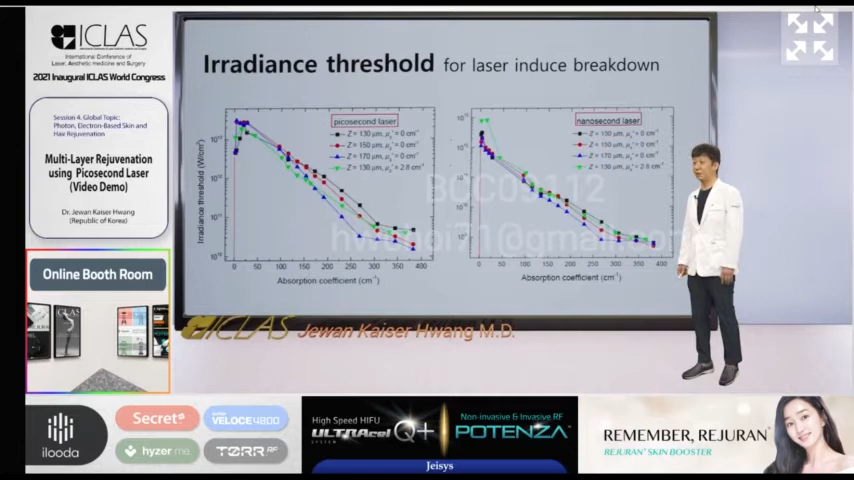 ICLAS
International Conference of
Laser, Aesthetic medicine and Surgery
2021 Inaugural ICLAS World Congress
Session 4. Global Topic:
Photon, Electron-Based Skin and
Hair Rejuvenation
Multi-Layer Rejuvenation
using Picosecond Laser
(Video Demo)
Dr. Jewan Kaiser Hwang
(Republic of Korea)
Online Booth Room
Irradiance threshold for laser induce breakdown
picosecond laser
Z = 130 μm, μs' = 0 cm⁻¹
Z = 150 μm, μs' = 0 cm⁻¹
Z = 170 μm, μs' = 0 cm⁻¹
Z = 130 μm, μs' = 2.8 cm⁻¹
Irradiance threshold (W/cm²)
0 50 100 150 200 250 300 350 400
Absorption coefficient (cm⁻¹)
nanosecond laser
Z = 130 μm, μs' = 0 cm⁻¹
Z = 150 μm, μs' = 0 cm⁻¹
Z = 170 μm, μs' = 0 cm⁻¹
Z = 130 μm, μs' = 2.8 cm⁻¹
0 50 100 150 200 250 300 350 400
Absorption coefficient (cm⁻¹)
ICLAS Jewan Kaiser Hwang M.D.
ilooda
Secret
VELOCE 4800
hyzer me
TORR RF
High Speed HIFU
ULTRAcel Q+
SYSTEM
Non-invasive & Invasive RF
POTENZA
Jeisys
REMEMBER, REJURAN
REJURAN SKIN BOOSTER